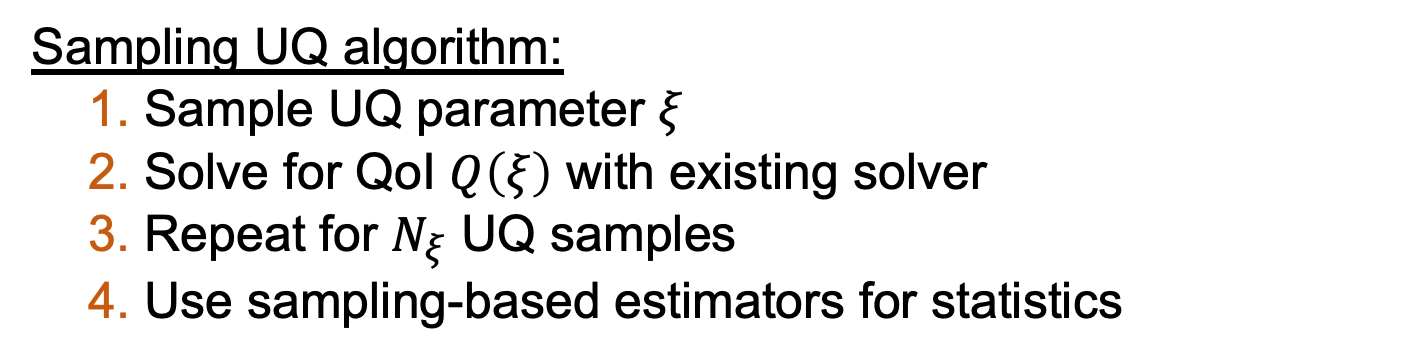 Sampling UQ algorithm:
1. Sample UQ parameter ξ
2. Solve for QoI Q(ξ) with existing solver
3. Repeat for N_ξ UQ samples
4. Use sampling-based estimators for statistics